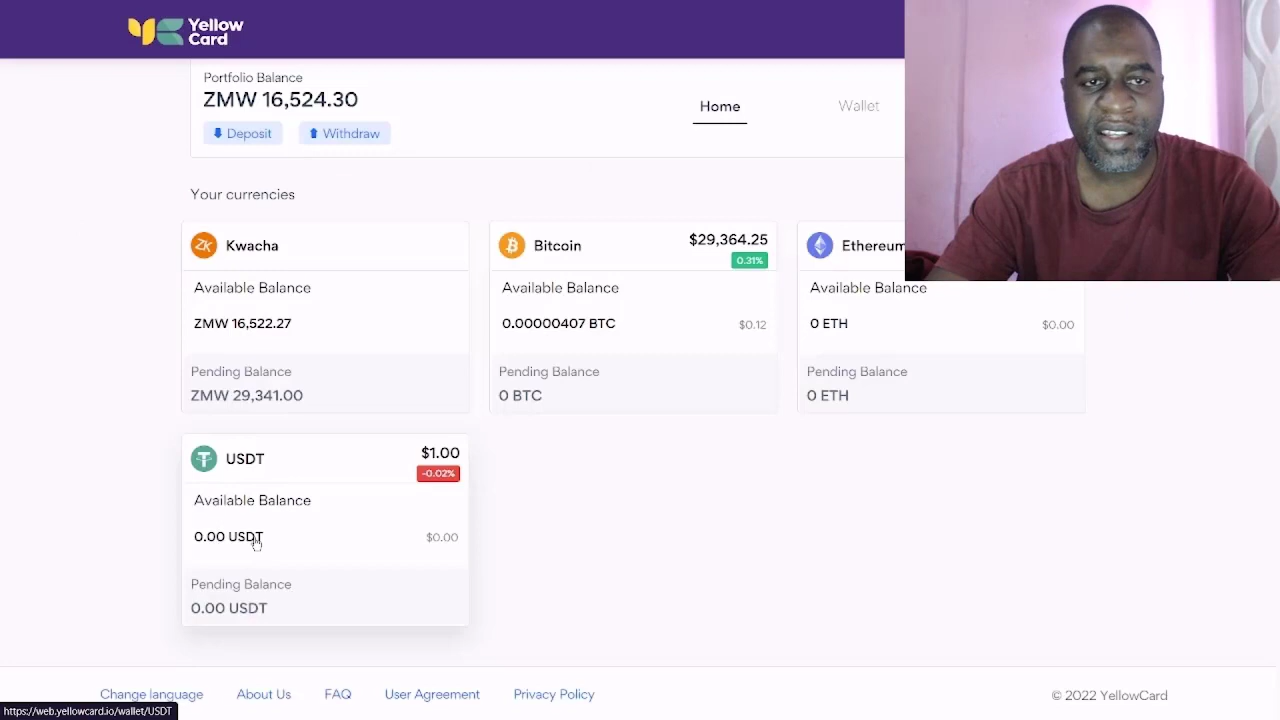 Yellow
Card
Portfolio Balance
ZMW 16,524.30
Deposit
Withdraw
Home
Wallet
Your currencies
ZK Kwacha
Available Balance
ZMW 16,522.27
Pending Balance
ZMW 29,341.00
Bitcoin
$29,364.25
0.31%
Available Balance
0.00000407 BTC
$0.12
Pending Balance
0 BTC
Ethereum
Available Balance
0 ETH
$0.00
Pending Balance
0 ETH
USDT
$1.00
-0.02%
Available Balance
0.00 USDT
$0.00
Pending Balance
0.00 USDT
Change language
About Us
FAQ
User Agreement
Privacy Policy
© 2022 YellowCard
https://web.yellowcard.io/wallet/USDT